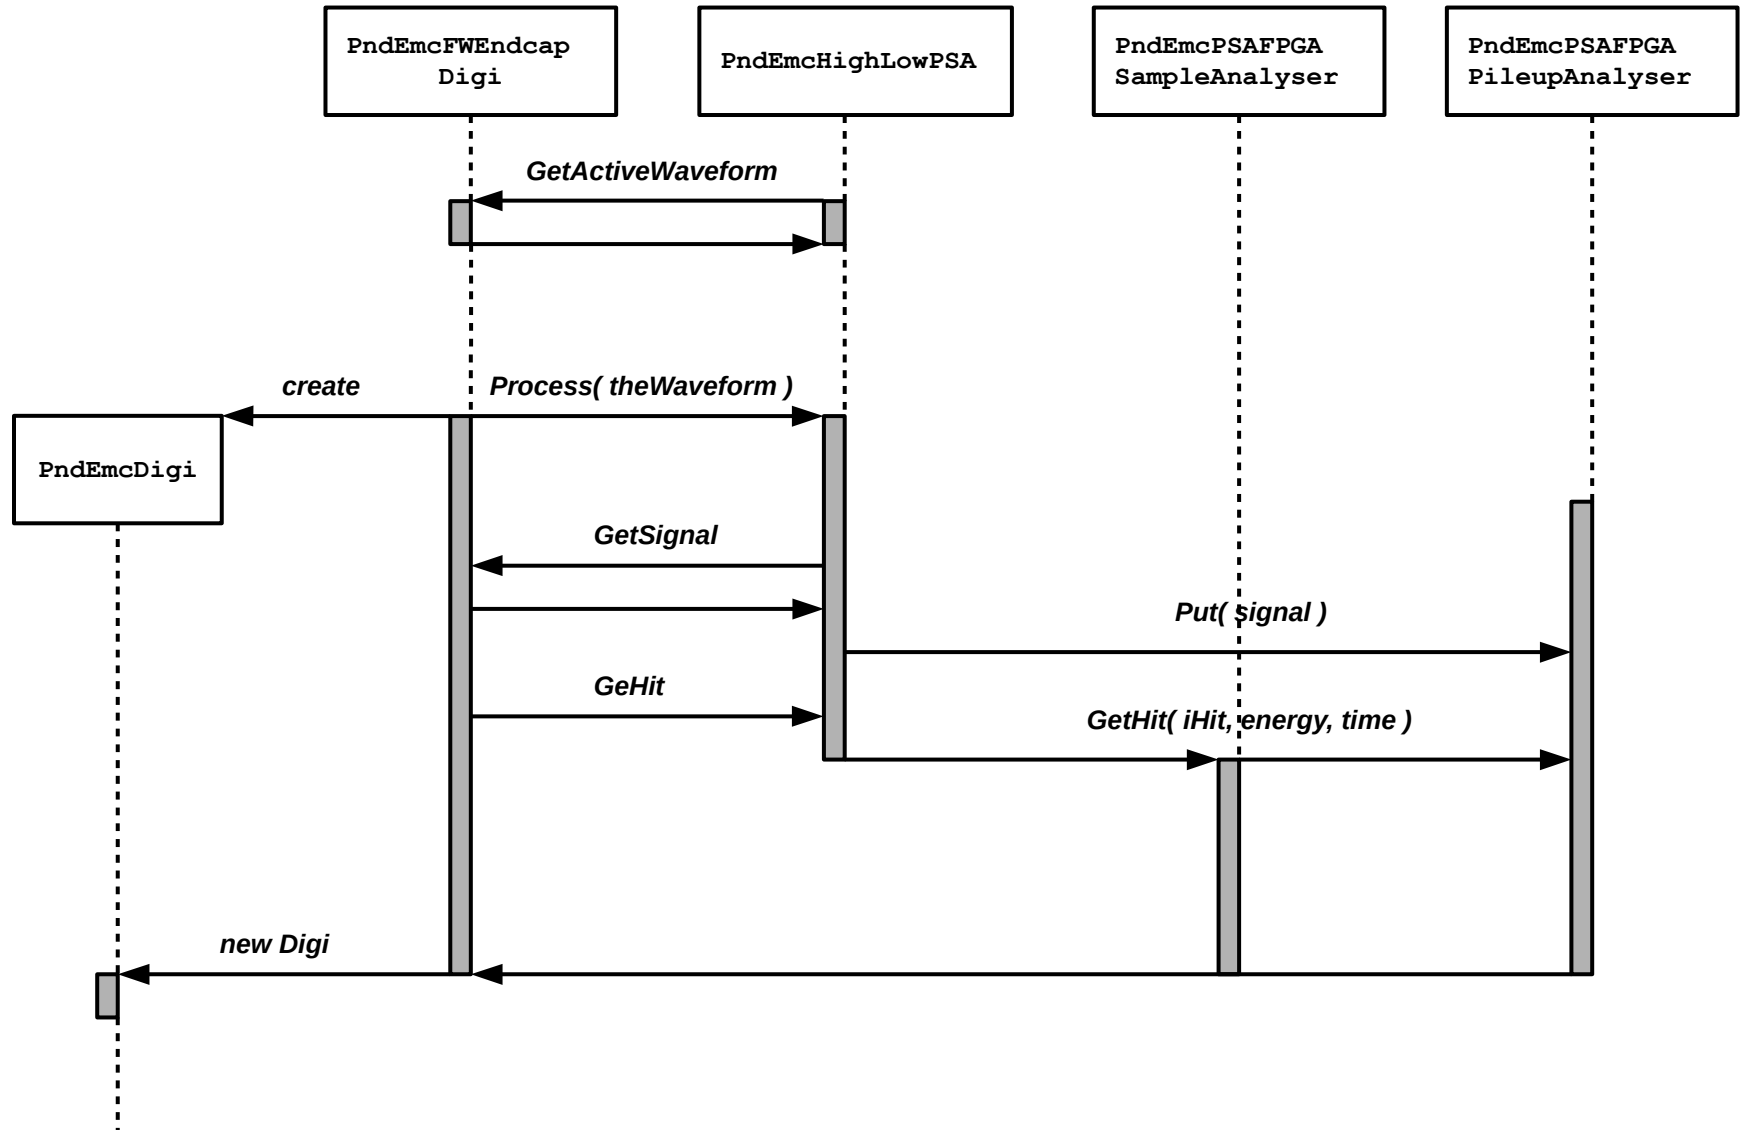 PndEmcFWEndcap
Digi
PndEmcHighLowPSA
PndEmcPSAFPGA
SampleAnalyser
PndEmcPSAFPGA
PileupAnalyser
GetActiveWaveform
create
Process( theWaveform )
PndEmcDigi
GetSignal
Put( signal )
GeHit
GetHit( iHit, energy, time )
new Digi